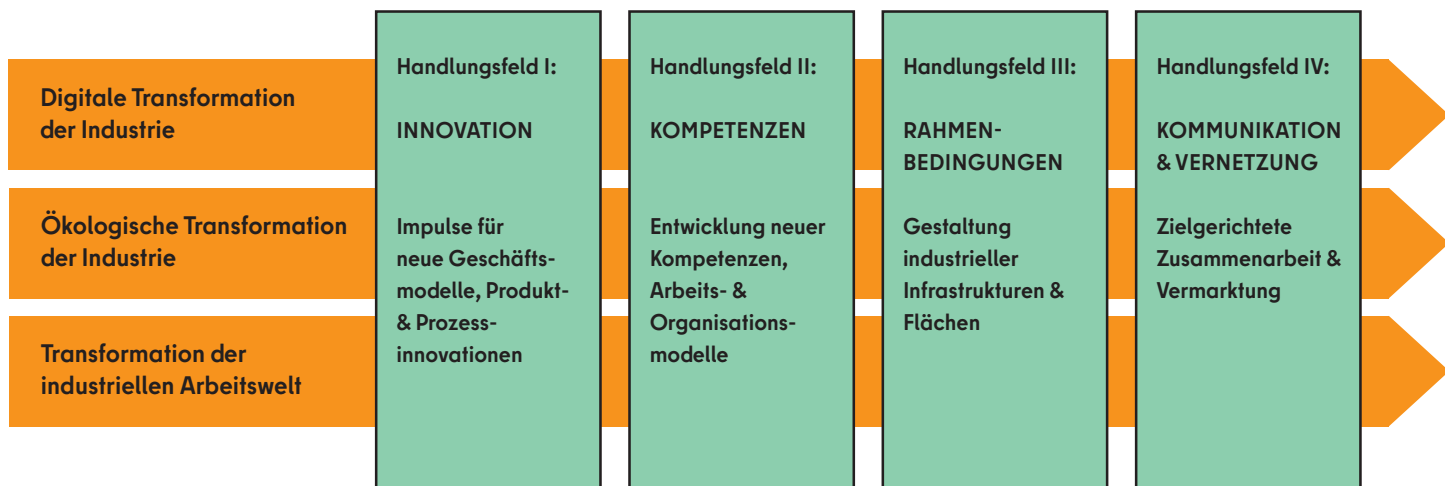 Digitale Transformation
der Industrie
Ökologische Transformation
der Industrie
Transformation der
industriellen Arbeitswelt
Handlungsfeld I:
INNOVATION
Impulse für
neue Geschäfts-
modelle, Produkt-
& Prozess-
innovationen
Handlungsfeld II:
KOMPETENZEN
Entwicklung neuer
Kompetenzen,
Arbeits- &
Organisations-
modelle
Handlungsfeld III:
RAHMEN-
BEDINGUNGEN
Gestaltung
industrieller
Infrastrukturen &
Flächen
Handlungsfeld IV:
KOMMUNIKATION
& VERNETZUNG
Zielgerichtete
Zusammenarbeit &
Vermarktung